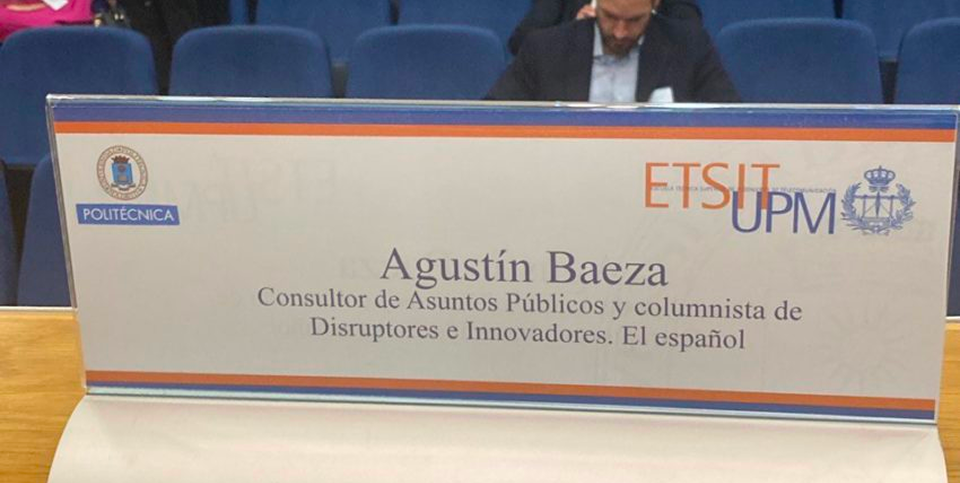 POLITÉCNICA
ETSIT
UPM
Agustín Baeza
Consultor de Asuntos Públicos y columnista de
Disruptores e Innovadores. El español